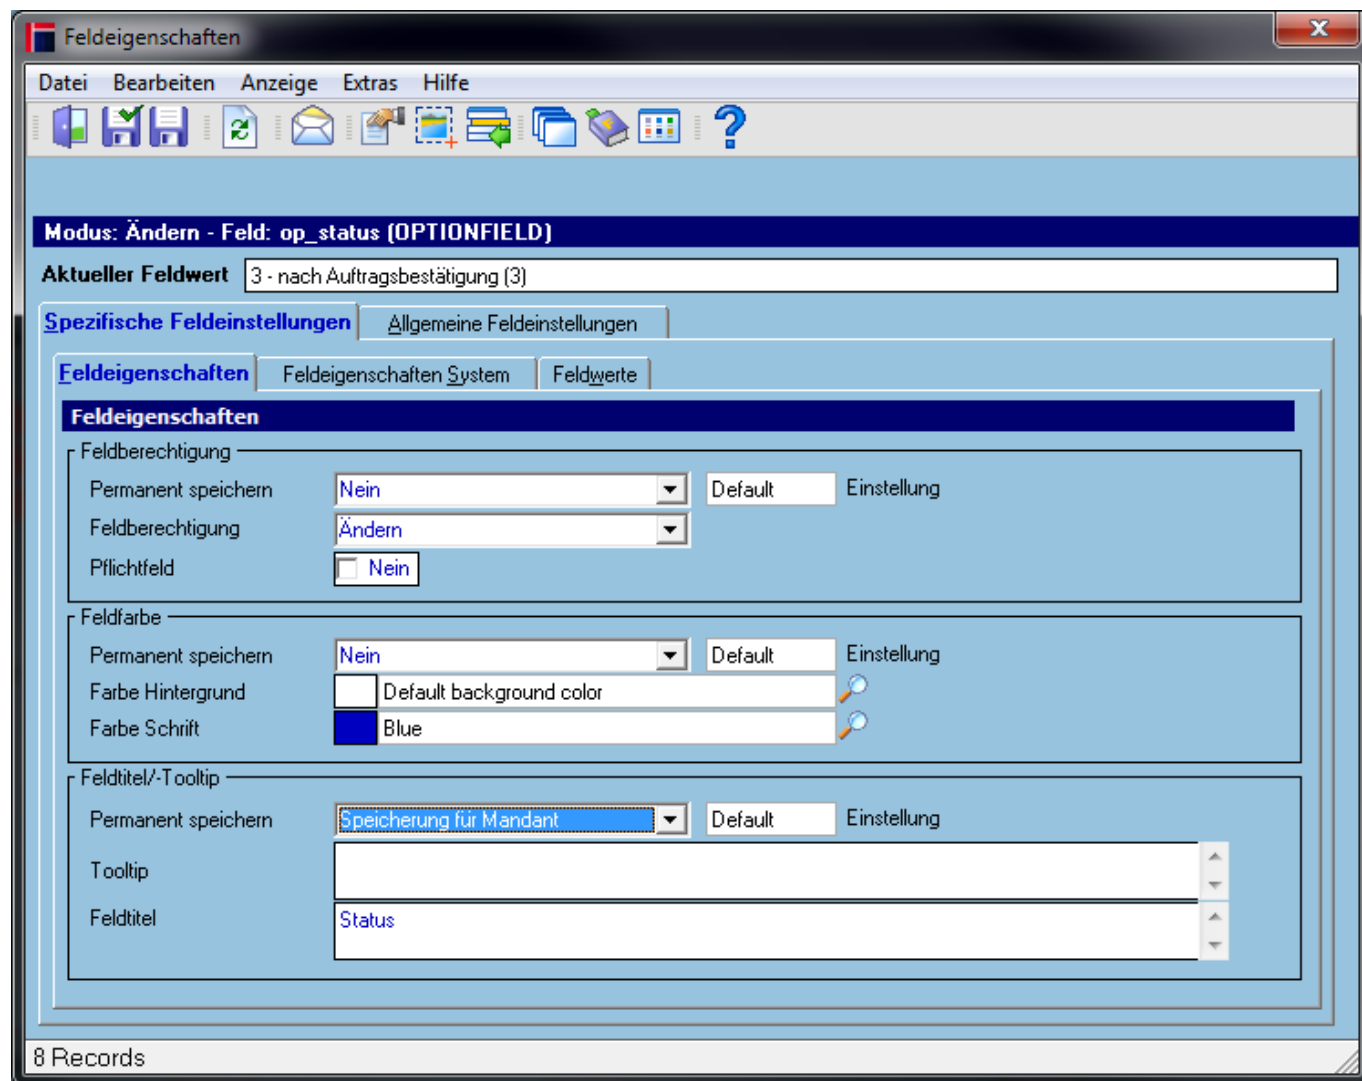 Feldeigenschaften
Datei Bearbeiten Anzeige Extras Hilfe
Modus: Ändern - Feld: op_status (OPTIONFIELD)
Aktueller Feldwert 3 - nach Auftragsbestätigung (3)
Spezifische Feldeinstellungen Allgemeine Feldeinstellungen
Feldeigenschaften Feldeigenschaften System Feldwerte
Feldeigenschaften
Feldberechtigung
Permanent speichern Nein Default Einstellung
Feldberechtigung Ändern
Pflichtfeld Nein
Feldfarbe
Permanent speichern Nein Default Einstellung
Farbe Hintergrund Default background color
Farbe Schrift Blue
Feldtitel/-Tooltip
Permanent speichern Speicherung für Mandant Default Einstellung
Tooltip
Feldtitel Status
8 Records